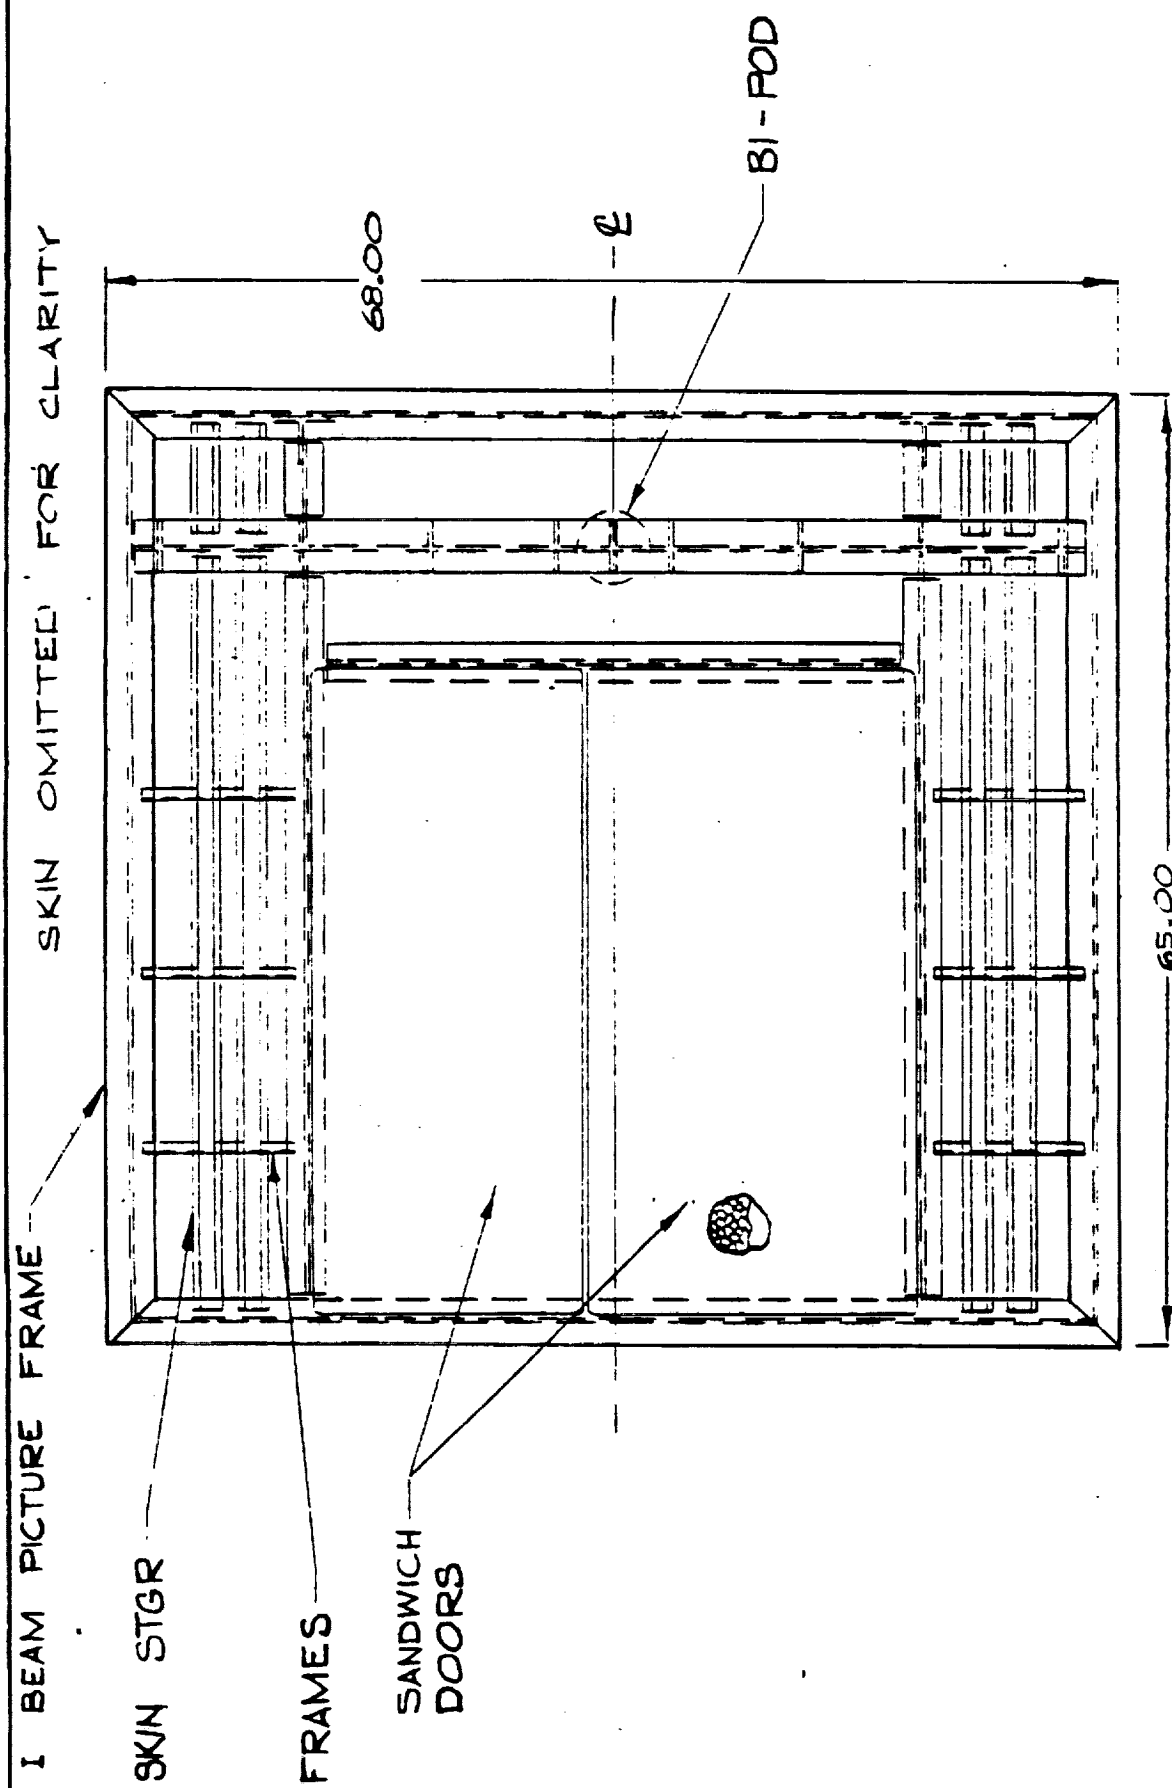 I BEAM PICTURE FRAME
SKIN OMITTED FOR CLARITY
SKIN STGR
FRAMES
SANDWICH
DOORS
68.00
℄
BI-POD
65.00